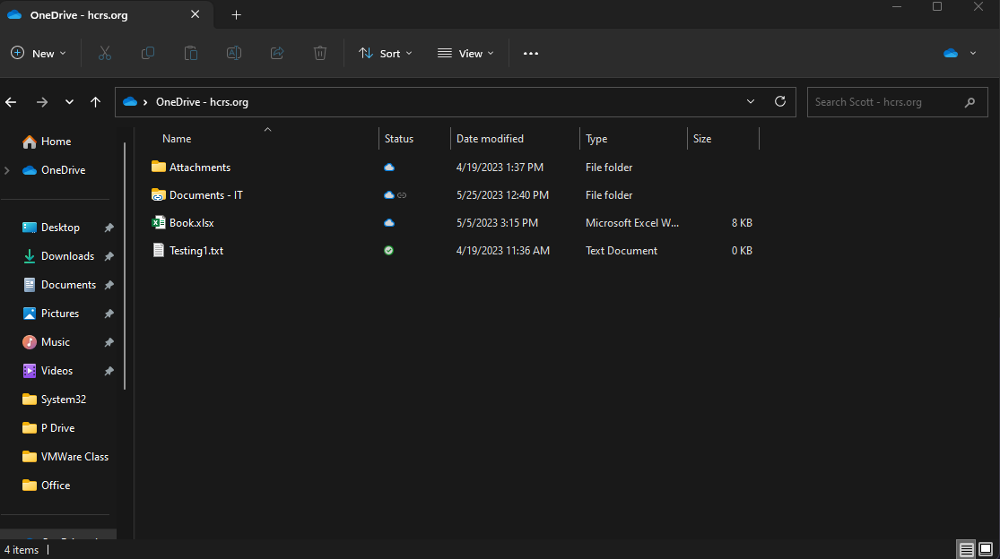 OneDrive - hcrs.org
New Sort View
OneDrive - hcrs.org Search Scott - hcrs.org
Home
OneDrive
Desktop
Downloads
Documents
Pictures
Music
Videos
System32
P Drive
VMWare Class
Office
Name Status Date modified Type Size
Attachments 4/19/2023 1:37 PM File folder
Documents - IT 5/25/2023 12:40 PM File folder
Book.xlsx 5/5/2023 3:15 PM Microsoft Excel W... 8 KB
Testing1.txt 4/19/2023 11:36 AM Text Document 0 KB
4 items